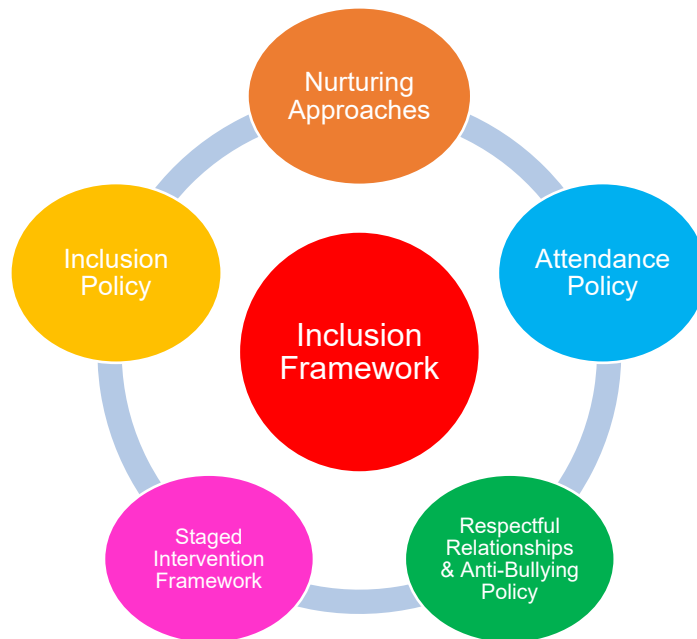 Nurturing
Approaches
Inclusion
Policy
Attendance
Policy
Inclusion
Framework
Staged
Intervention
Framework
Respectful
Relationships
& Anti-Bullying
Policy